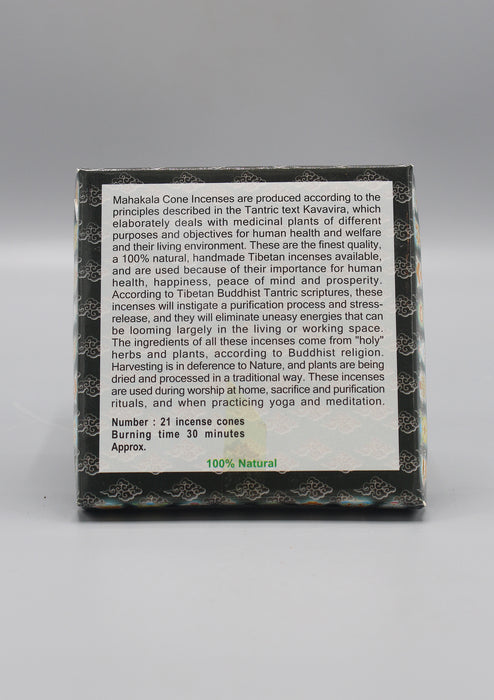 Mahakala Cone Incenses are produced according to the
principles described in the Tantric text Kavavira, which
elaborately deals with medicinal plants of different
purposes and objectives for human health and welfare
and their living environment. These are the finest quality,
a 100% natural, handmade Tibetan incenses available,
and are used because of their importance for human
health, happiness, peace of mind and prosperity.
According to Tibetan Buddhist Tantric scriptures, these
incenses will instigate a purification process and stress-
release, and they will eliminate uneasy energies that can
be looming largely in the living or working space.
The ingredients of all these incenses come from "holy"
herbs and plants, according to Buddhist religion.
Harvesting is in deference to Nature, and plants are being
dried and processed in a traditional way. These incenses
are used during worship at home, sacrifice and purification
rituals, and when practicing yoga and meditation.
Number : 21 incense cones
Burning time 30 minutes
Approx.
100% Natural